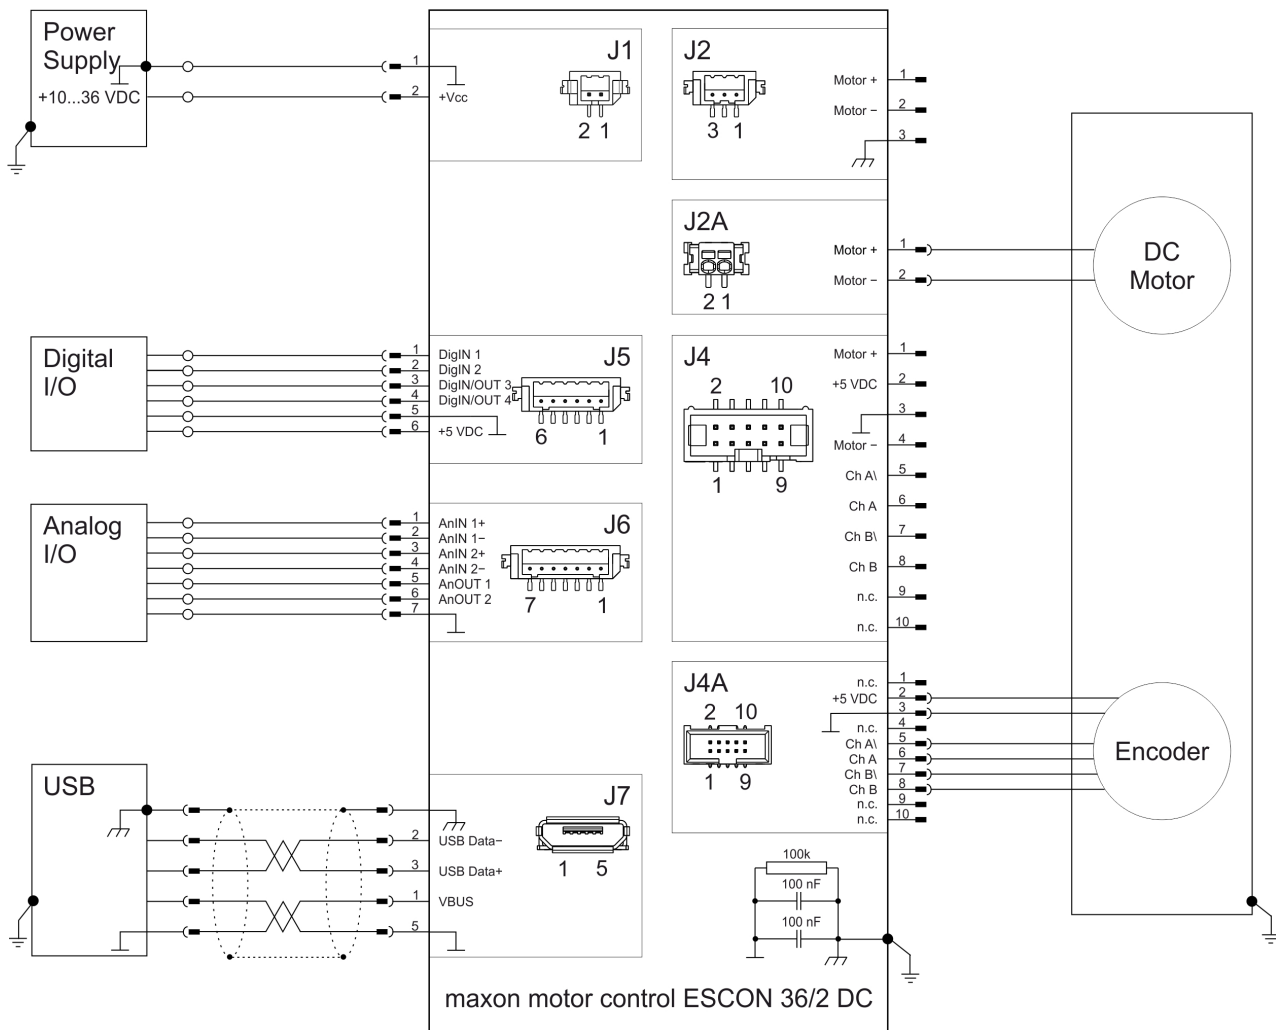 Power
Supply
+10...36 VDC
1
2
+Vcc
J1
2 1
J2
3 1
Motor +
1
Motor −
2
3
J2A
2 1
Motor +
1
Motor −
2
DC
Motor
Digital
I/O
1
DigIN 1
2
DigIN 2
3
DigIN/OUT 3
4
DigIN/OUT 4
5
6
+5 VDC
J5
6 1
J4
2 10
1 9
Motor +
1
+5 VDC
2
3
Motor −
4
Ch A\
5
Ch A
6
Ch B\
7
Ch B
8
n.c.
9
n.c.
10
Analog
I/O
1
AnIN 1+
2
AnIN 1−
3
AnIN 2+
4
AnIN 2−
5
AnOUT 1
6
AnOUT 2
7
J6
7 1
J4A
2 10
1 9
n.c.
1
+5 VDC
2
3
n.c.
4
Ch A\
5
Ch A
6
Ch B\
7
Ch B
8
n.c.
9
n.c.
10
Encoder
USB
2
USB Data−
3
USB Data+
1
VBUS
5
J7
1 5
100k
100 nF
100 nF
maxon motor control ESCON 36/2 DC